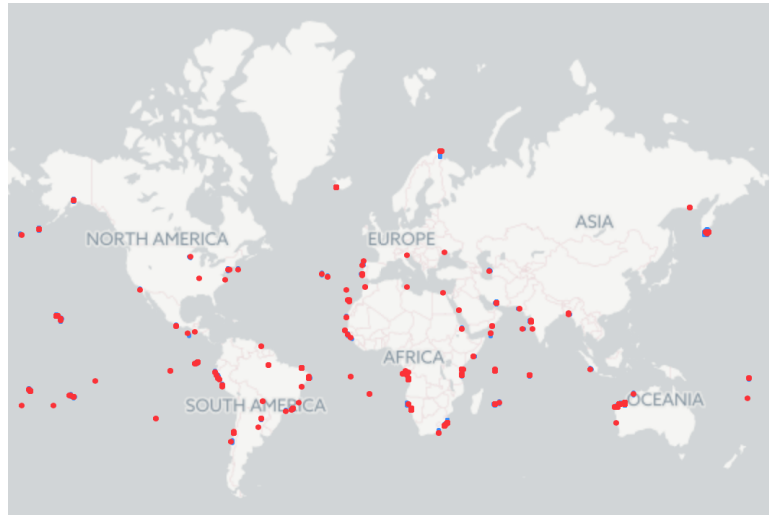 ASIA
NORTH AMERICA
EUROPE
AFRICA
SOUTH AMERICA
OCEANIA